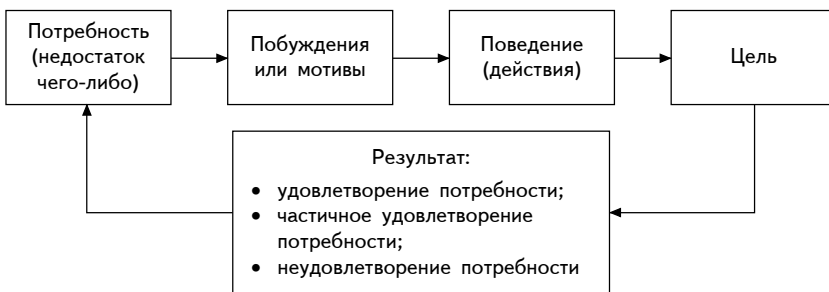 Потребность
(недостаток
чего-либо)
Побуждения
или мотивы
Поведение
(действия)
Цель
Результат:
• удовлетворение потребности;
• частичное удовлетворение
потребности;
• неудовлетворение потребности